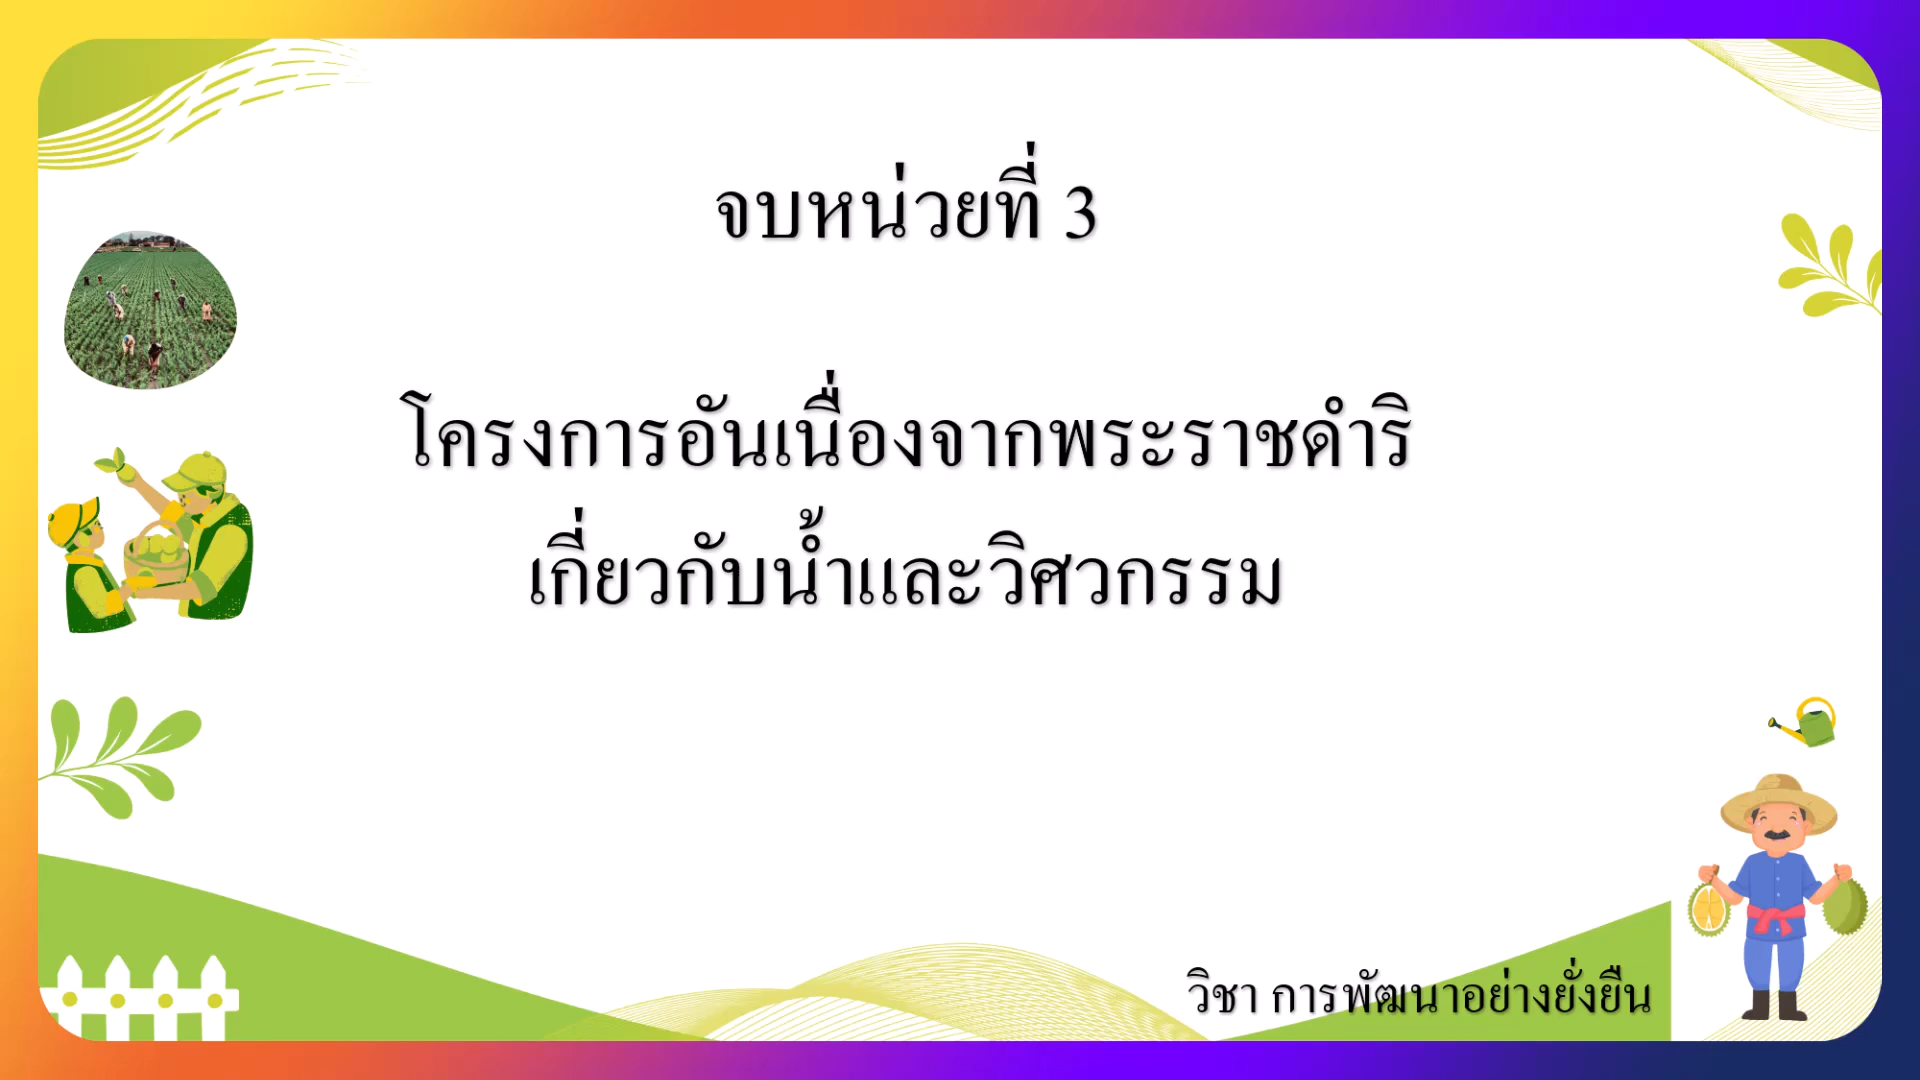 จบหน่วยที่ 3
โครงการอันเนื่องจากพระราชดำริ
เกี่ยวกับน้ำและวิศวกรรม
วิชา การพัฒนาอย่างยั่งยืน